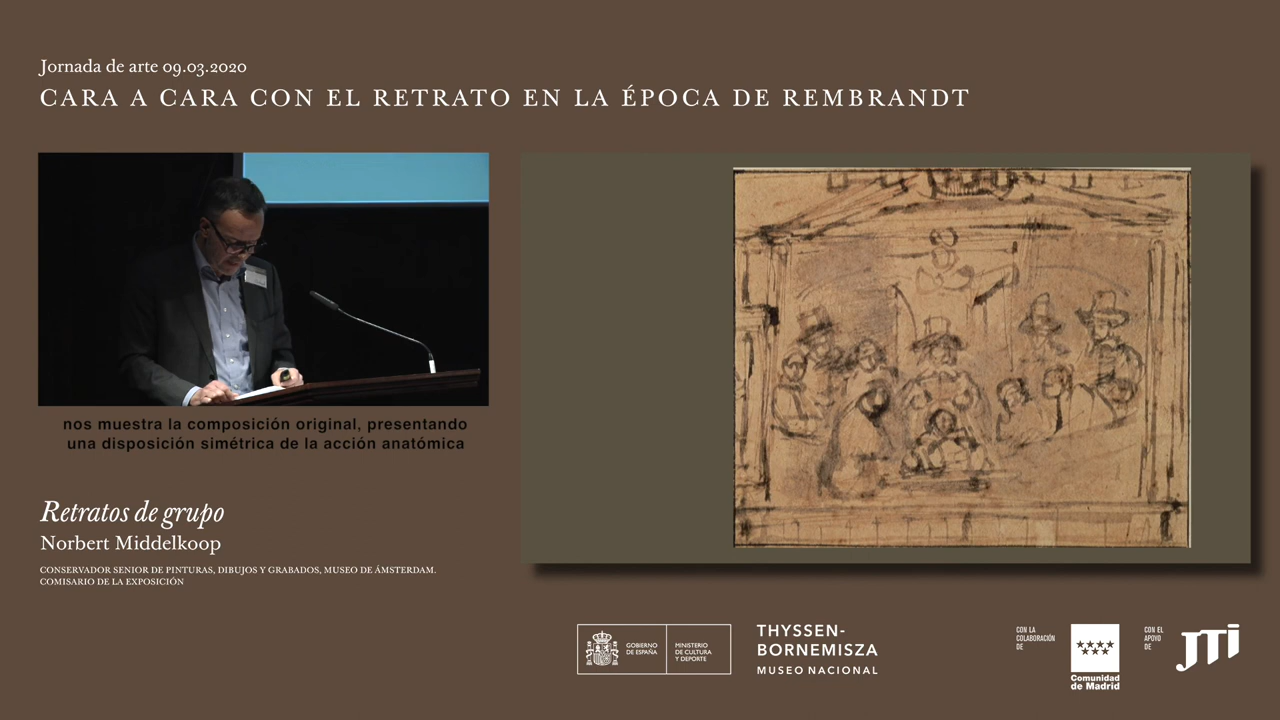 Jornada de arte 09.03.2020
CARA A CARA CON EL RETRATO EN LA ÉPOCA DE REMBRANDT
nos muestra la composición original, presentando
una disposición simétrica de la acción anatómica
Retratos de grupo
Norbert Middelkoop
CONSERVADOR SENIOR DE PINTURAS, DIBUJOS Y GRABADOS, MUSEO DE ÁMSTERDAM.
COMISARIO DE LA EXPOSICIÓN
GOBIERNO
DE ESPAÑA
MINISTERIO
DE CULTURA
Y DEPORTE
THYSSEN-
BORNEMISZA
MUSEO NACIONAL
CON LA
COLABORACIÓN
DE
Comunidad
de Madrid
CON EL
APOYO
DE
JTi